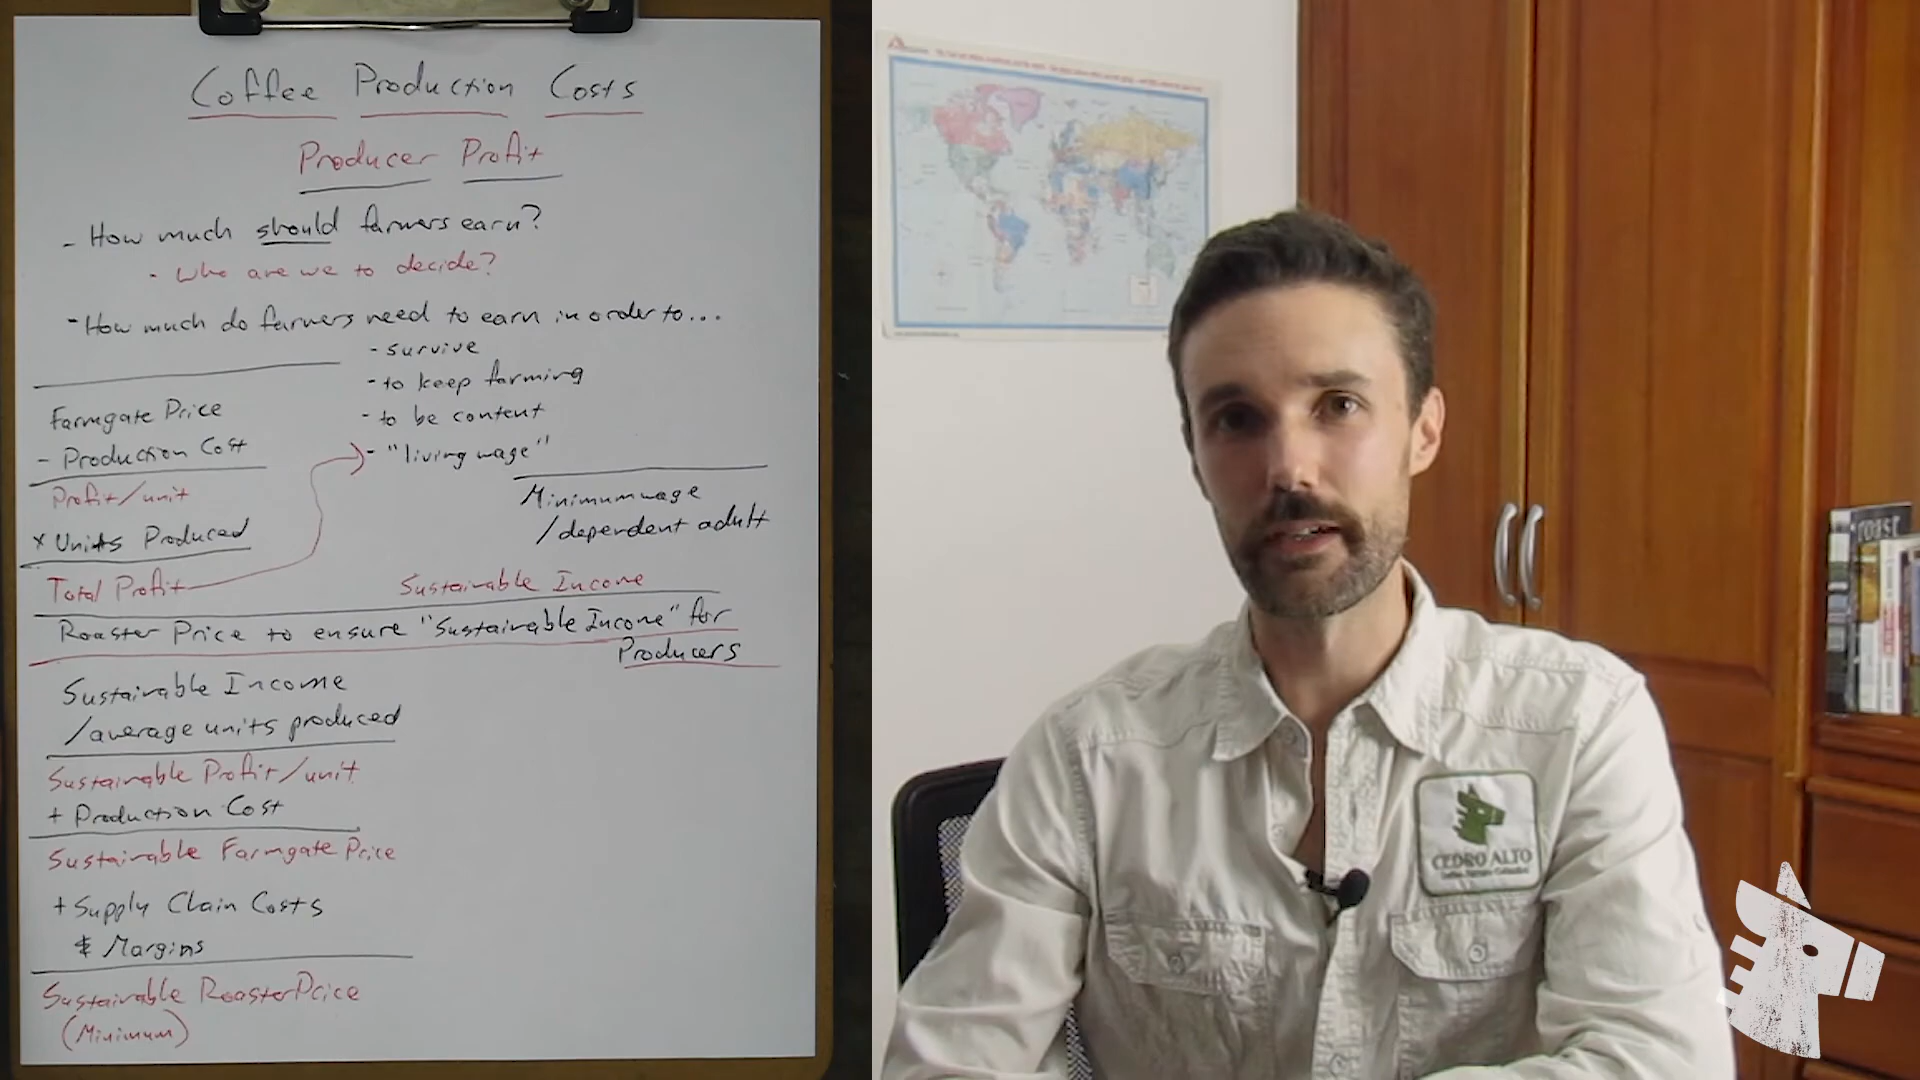 Coffee Production Costs
Producer Profit
- How much should farmers earn?
- Who are we to decide?
- How much do farmers need to earn in order to...
- survive
- to keep farming
- to be content
- "living wage"
Farmgate Price
- Production Cost
Profit/unit
x Units Produced
Total Profit
Minimum wage
/dependent adult
Sustainable Income
Roaster Price to ensure "Sustainable Income" for
Producers
Sustainable Income
/average units produced
Sustainable Profit/unit
+ Production Cost
Sustainable Farmgate Price
+ Supply Chain Costs
& Margins
Sustainable Roaster Price
(Minimum)
CEDRO ALTO
roast